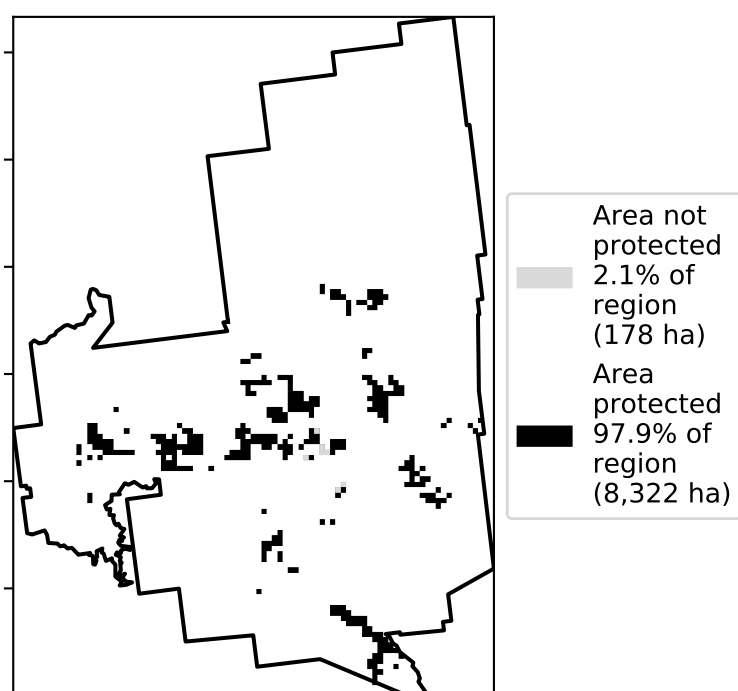 Area not
protected
2.1% of
region
(178 ha)
Area
protected
97.9% of
region
(8,322 ha)